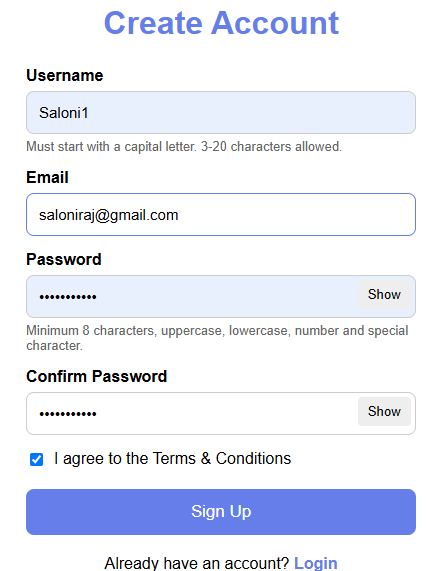 Create Account
Username
Saloni1
Must start with a capital letter. 3-20 characters allowed.
Email
saloniraj@gmail.com
Password
••••••••••• Show
Minimum 8 characters, uppercase, lowercase, number and special
character.
Confirm Password
••••••••••• Show
I agree to the Terms & Conditions
Sign Up
Already have an account? Login